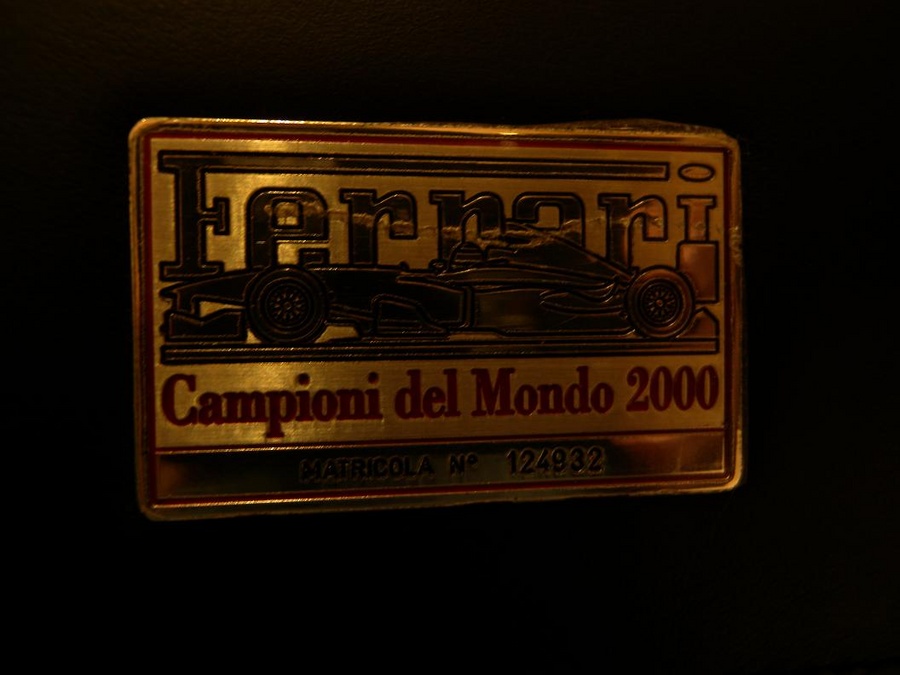 Ferrari
Campioni del Mondo 2000
MATRICOLA N° 124932